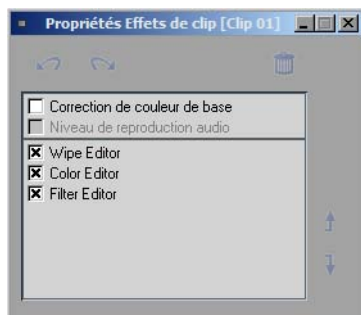 Propriétés Effets de clip [Clip 01]
Correction de couleur de base
Niveau de reproduction audio
Wipe Editor
Color Editor
Filter Editor